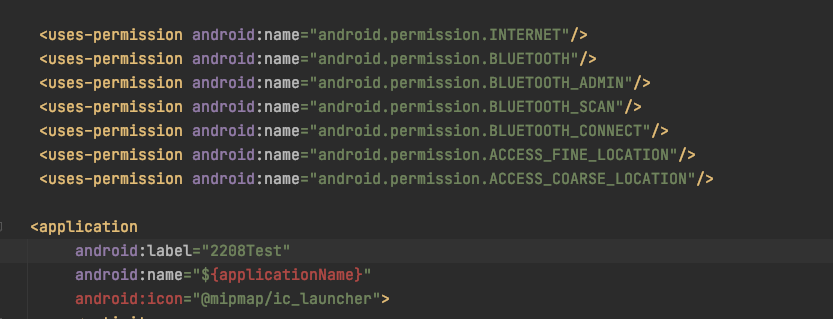 <uses-permission android:name="android.permission.INTERNET"/>
<uses-permission android:name="android.permission.BLUETOOTH"/>
<uses-permission android:name="android.permission.BLUETOOTH_ADMIN"/>
<uses-permission android:name="android.permission.BLUETOOTH_SCAN"/>
<uses-permission android:name="android.permission.BLUETOOTH_CONNECT"/>
<uses-permission android:name="android.permission.ACCESS_FINE_LOCATION"/>
<uses-permission android:name="android.permission.ACCESS_COARSE_LOCATION"/>
<application
android:label="2208Test"
android:name="${applicationName}"
android:icon="@mipmap/ic_launcher">